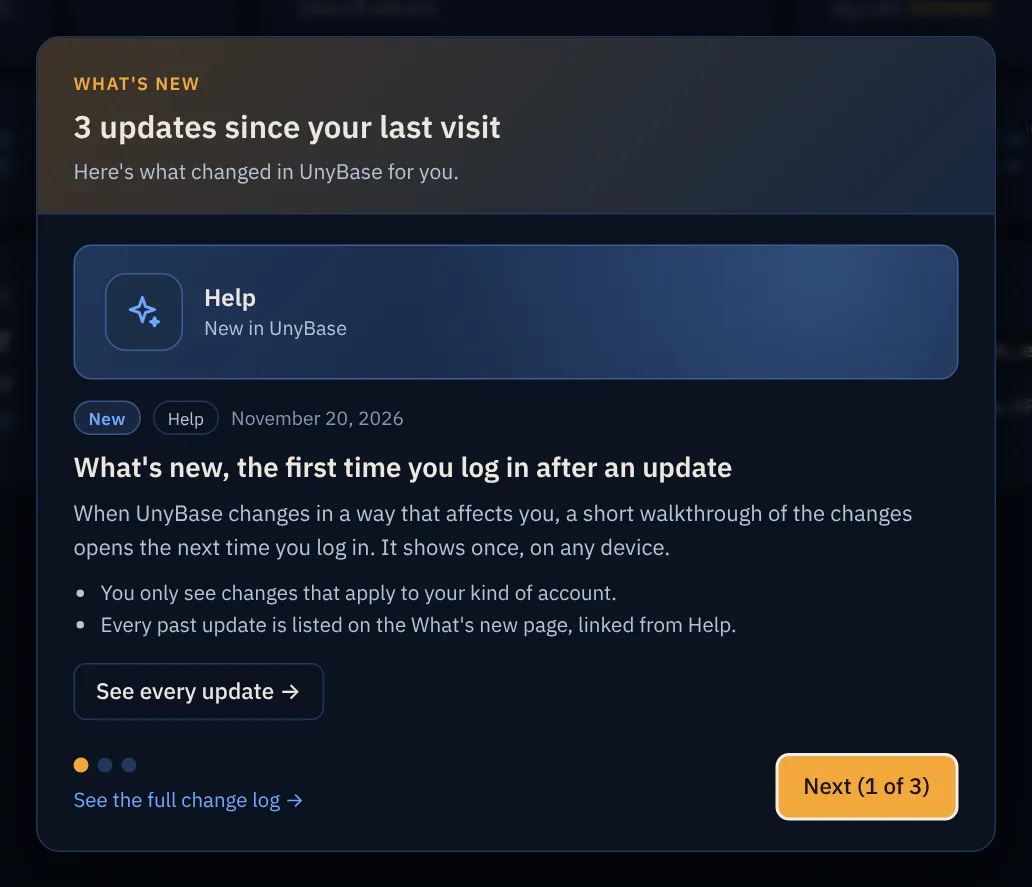 WHAT'S NEW
3 updates since your last visit
Here's what changed in UnyBase for you.
Help
New in UnyBase
New Help November 20, 2026
What's new, the first time you log in after an update
When UnyBase changes in a way that affects you, a short walkthrough of the changes
opens the next time you log in. It shows once, on any device.
• You only see changes that apply to your kind of account.
• Every past update is listed on the What's new page, linked from Help.
See every update →
See the full change log →
Next (1 of 3)